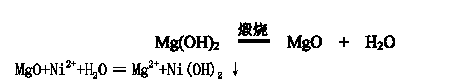 煅烧
Mg(OH)₂ ═══ MgO + H₂O
MgO+Ni²⁺+H₂O＝Mg²⁺+Ni(OH)₂↓